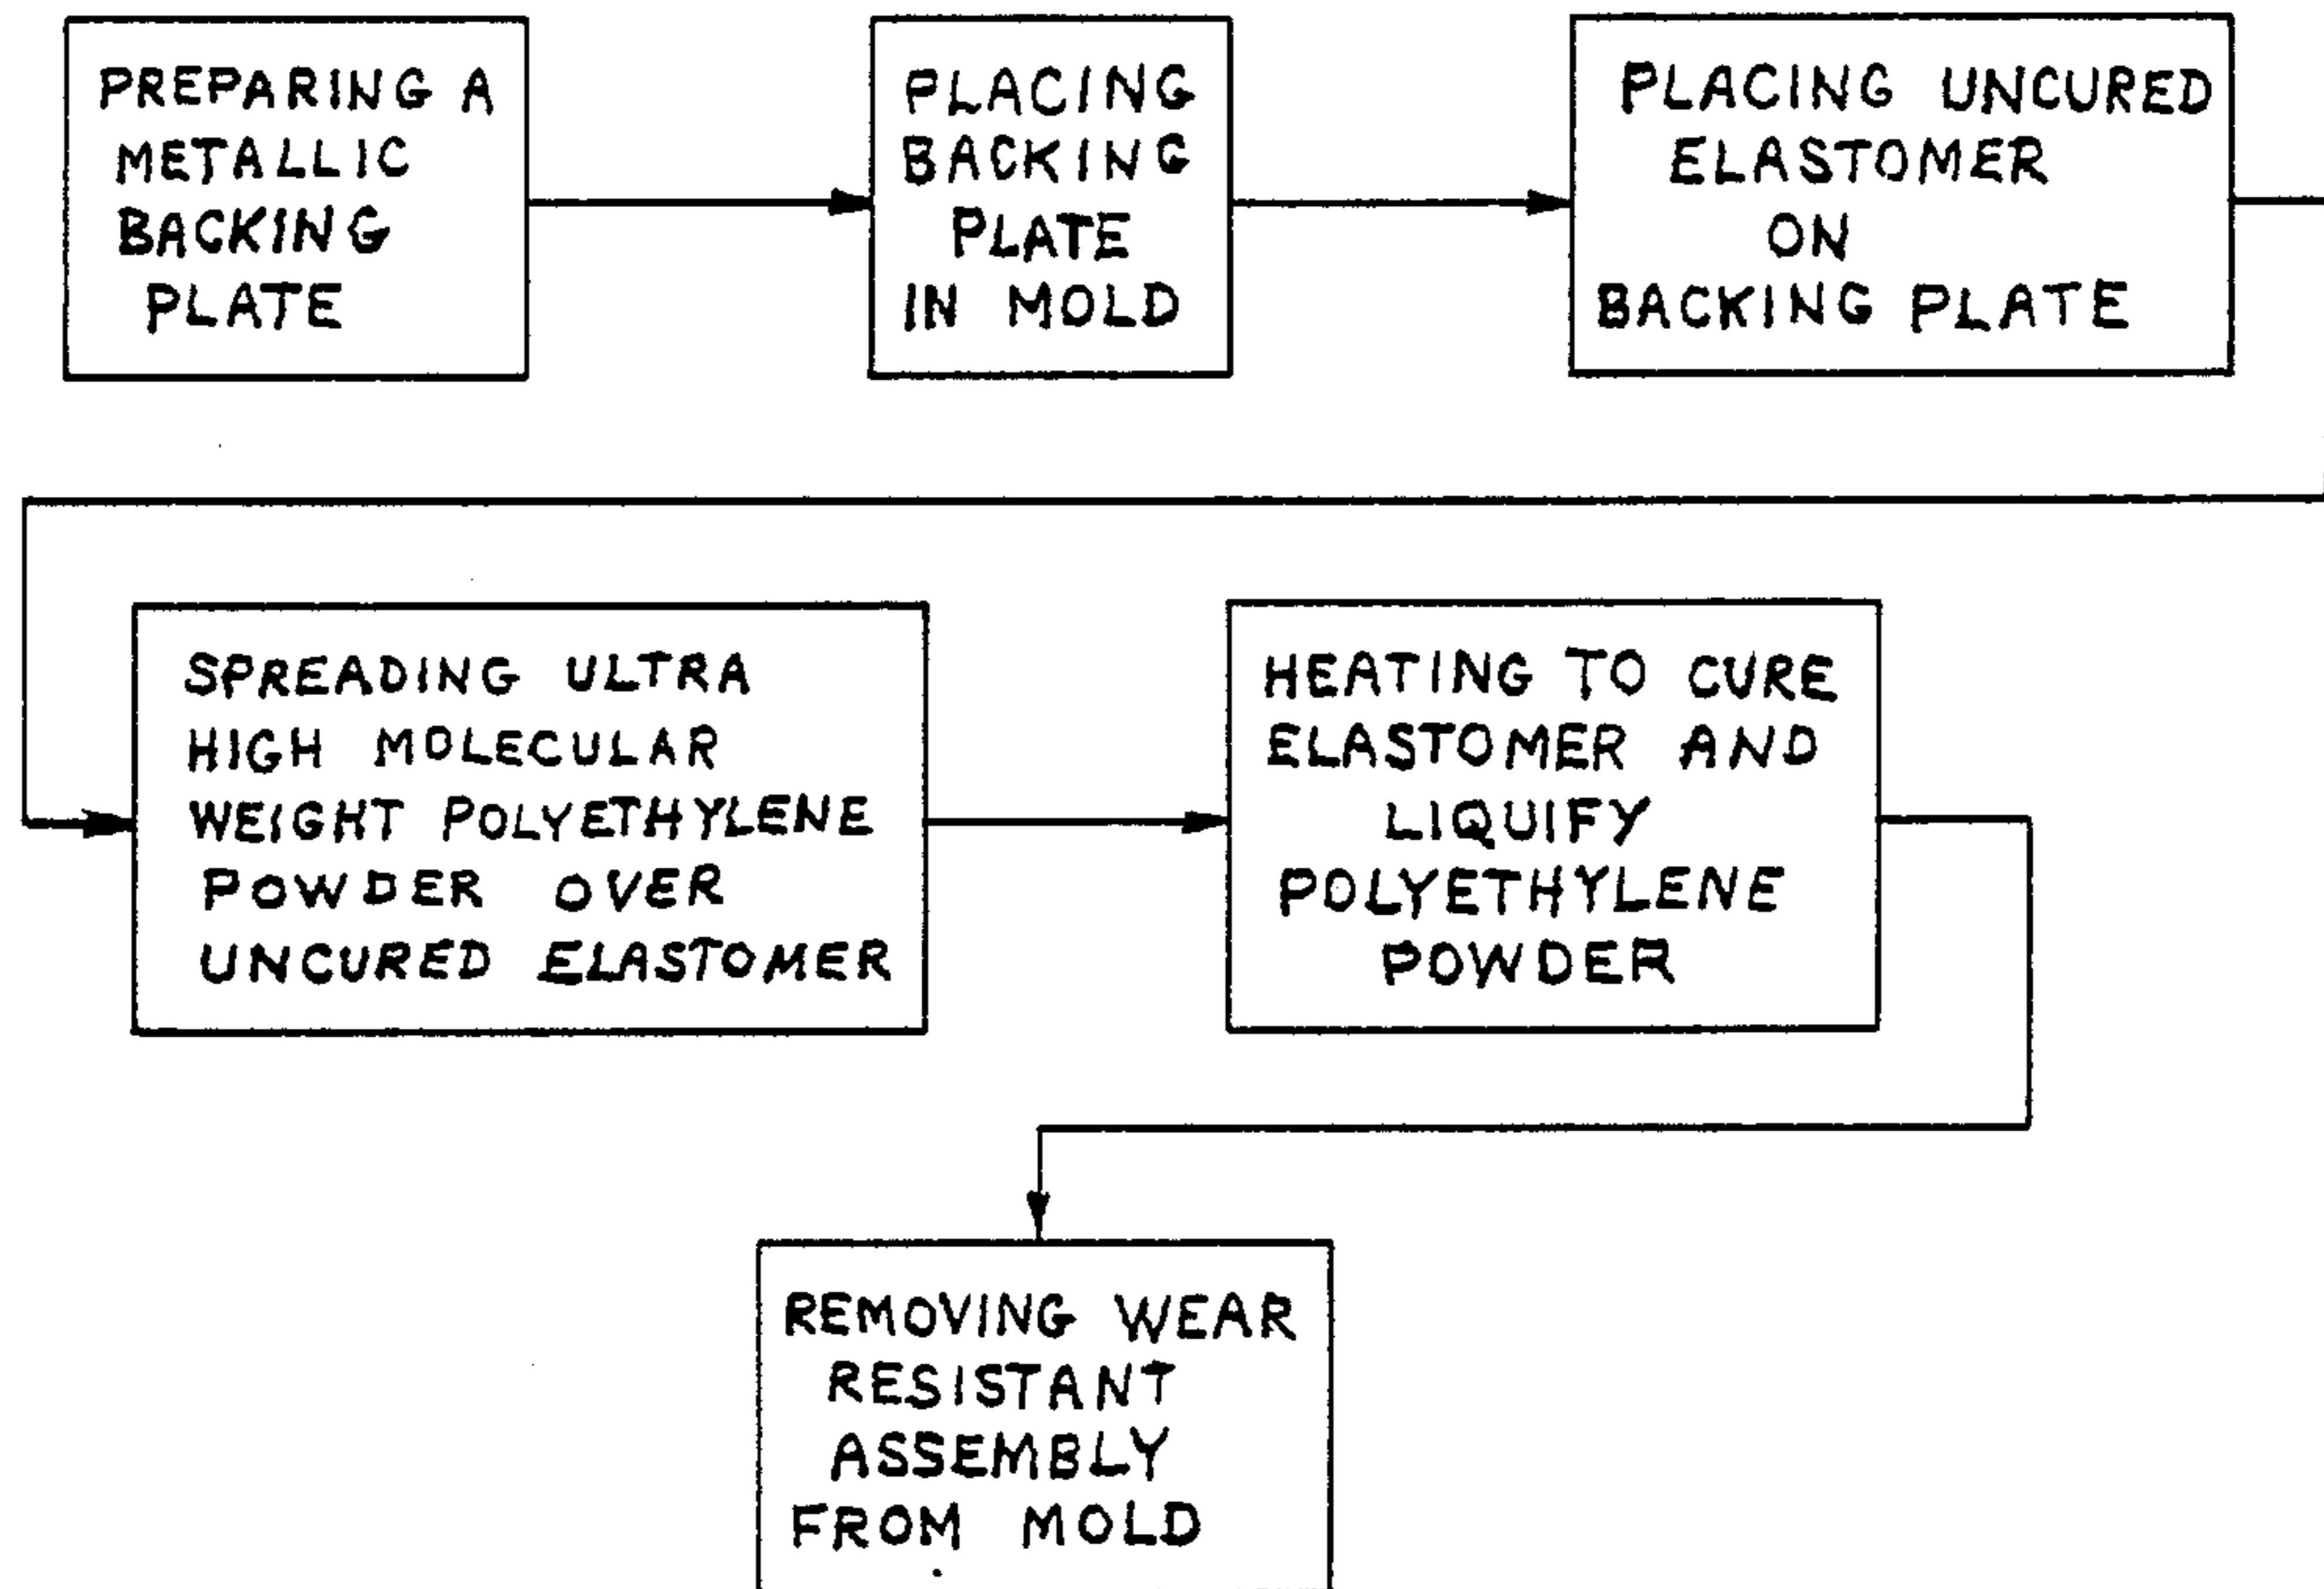 PREPARING A
METALLIC
BACKING
PLATE
PLACING
BACKING
PLATE
IN MOLD
PLACING UNCURED
ELASTOMER
ON
BACKING PLATE
SPREADING ULTRA
HIGH MOLECULAR
WEIGHT POLYETHYLENE
POWDER OVER
UNCURED ELASTOMER
HEATING TO CURE
ELASTOMER AND
LIQUIFY
POLYETHYLENE
POWDER
REMOVING WEAR
RESISTANT
ASSEMBLY
FROM MOLD